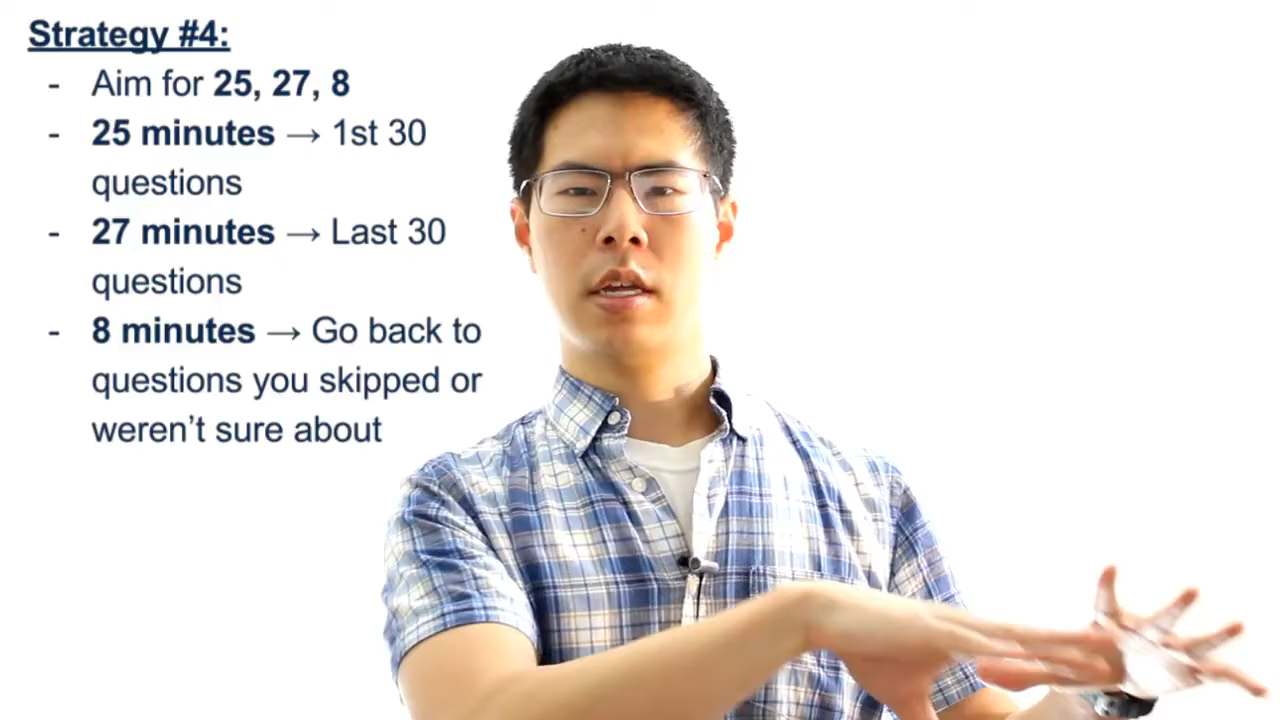 Strategy #4:
- Aim for 25, 27, 8
- 25 minutes → 1st 30
questions
- 27 minutes → Last 30
questions
- 8 minutes → Go back to
questions you skipped or
weren't sure about